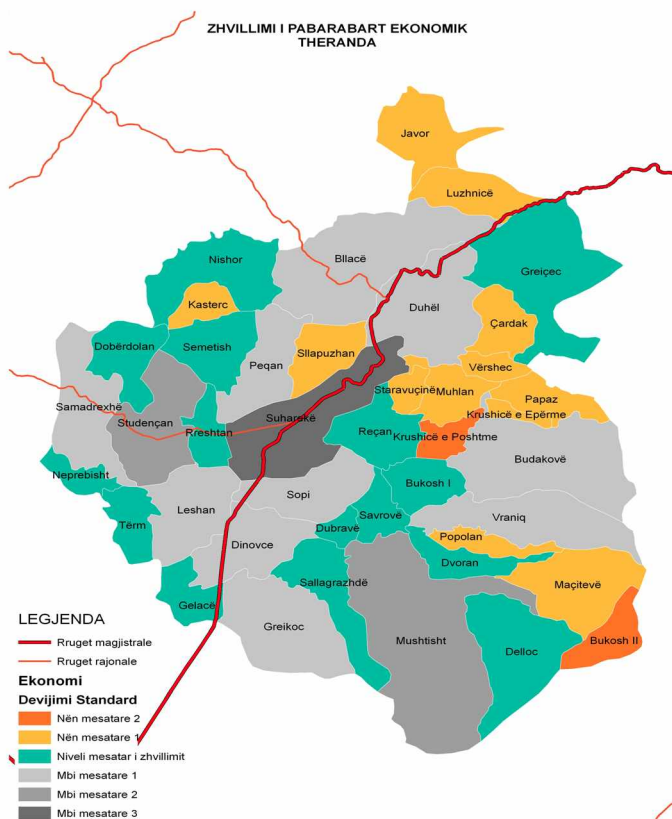 ZHVILLIMI I PABARABART EKONOMIK
THERANDA
Javor
Luzhnicë
Bllacë
Nishor
Greiçec
Kasterc
Duhël
Çardak
Dobërdolan
Semetish
Sllapuzhan
Peqan
Vërshec
Staravuçinë
Muhlan
Papaz
Samadrexhë
Studençan
Suharekë
Krushicë e Epërme
Rreshtan
Reçan
Krushicë e Poshtme
Budakovë
Neprebisht
Bukosh I
Sopi
Leshan
Vraniq
Tërm
Savrovë
Dubravë
Popolan
Dinovce
Dvoran
Sallagrazhdë
Maçitevë
Gelacë
Greikoc
Mushtisht
Delloc
Bukosh II
LEGJENDA
Rruget magjistrale
Rruget rajonale
Ekonomi
Devijimi Standard
Nën mesatare 2
Nën mesatare 1
Niveli mesatar i zhvillimit
Mbi mesatare 1
Mbi mesatare 2
Mbi mesatare 3